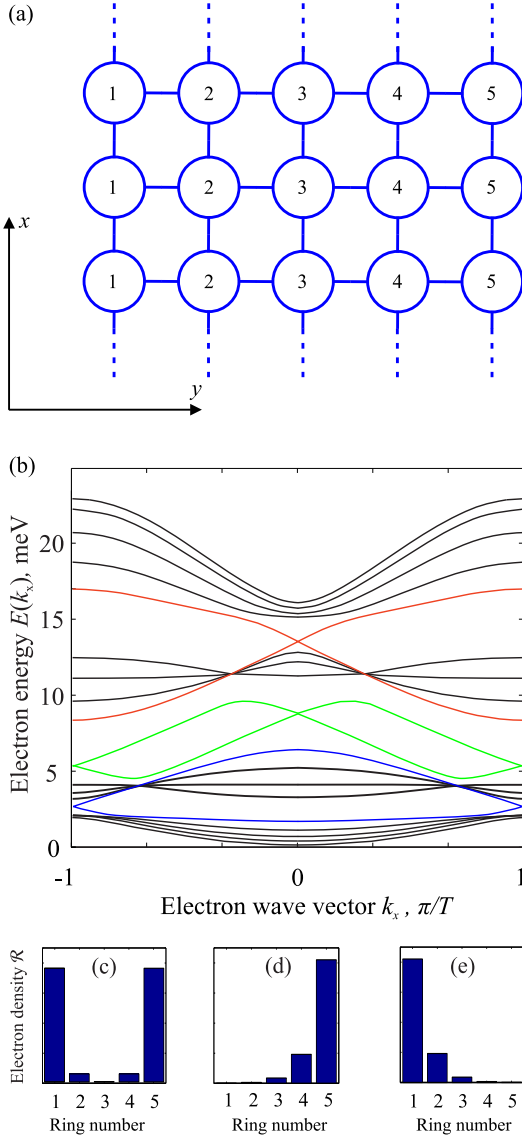 (a)
1 2 3 4 5
1 2 3 4 5
x
1 2 3 4 5
y
(b)
Electron energy E(kₓ), meV
20
15
10
5
0
-1 0 1
Electron wave vector kₓ , π/T
Electron density ℛ
(c) (d) (e)
1 2 3 4 5 1 2 3 4 5 1 2 3 4 5
Ring number Ring number Ring number